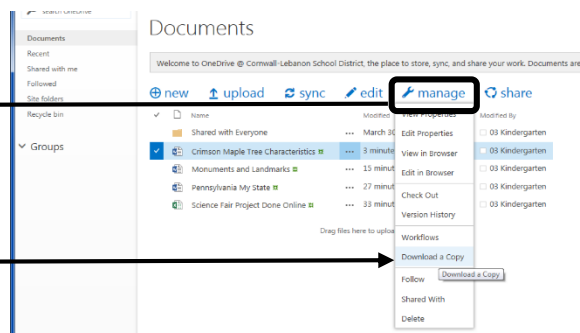 search OneDrive
Documents
Recent
Shared with me
Followed
Site folders
Recycle bin
Groups
Documents
Welcome to OneDrive @ Cornwall-Lebanon School District, the place to store, sync, and share your work. Documents are
new upload sync edit manage share
Name Modified Modified By
Shared with Everyone ... March 30 03 Kindergarten
Crimson Maple Tree Characteristics ... 3 minute 03 Kindergarten
Monuments and Landmarks ... 15 minut 03 Kindergarten
Pennsylvania My State ... 27 minut 03 Kindergarten
Science Fair Project Done Online ... 33 minut 03 Kindergarten
Drag files here to uploa
View Properties
Edit Properties
View in Browser
Edit in Browser
Check Out
Version History
Workflows
Download a Copy
Download a Copy
Follow
Shared With
Delete